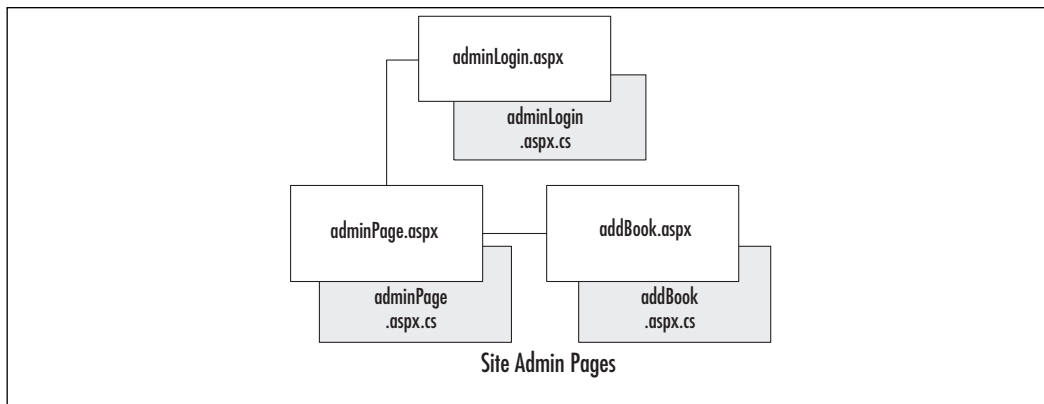 adminLogin.aspx
adminLogin
.aspx.cs
adminPage.aspx
adminPage
.aspx.cs
addBook.aspx
addBook
.aspx.cs
Site Admin Pages